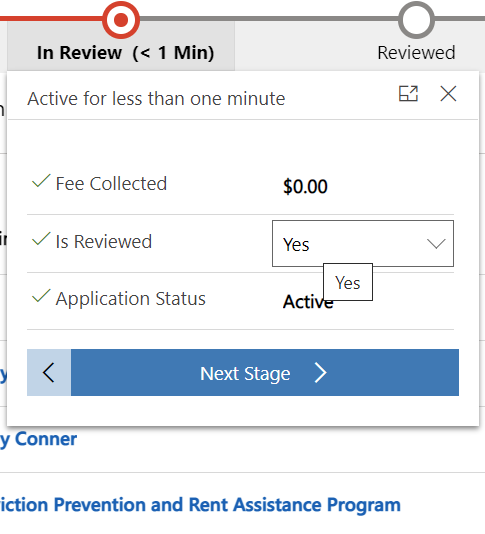 In Review (< 1 Min)
Reviewed
Active for less than one minute
Fee Collected
$0.00
Is Reviewed
Yes
Yes
Application Status
Active
Next Stage
y Conner
iction Prevention and Rent Assistance Program